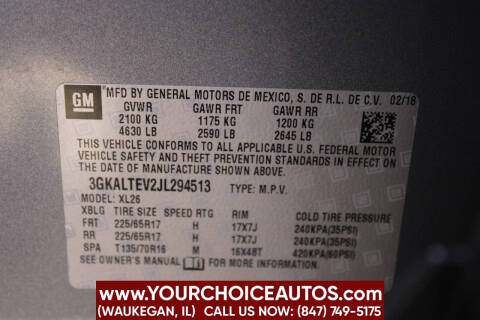 GM
MFD BY GENERAL MOTORS DE MEXICO, S. DE R.L. DE C.V. 02/18
GVWR GAWR FRT GAWR RR
2100 KG 1175 KG 1200 KG
4630 LB 2590 LB 2645 LB
THIS VEHICLE CONFORMS TO ALL APPLICABLE U.S. FEDERAL MOTOR
VEHICLE SAFETY AND THEFT PREVENTION STANDARDS IN EFFECT ON
THE DATE OF MANUFACTURE SHOWN ABOVE.
3GKALTEV2JL294513 TYPE: M.P.V.
MODEL: XL26
XBLG TIRE SIZE SPEED RTG RIM COLD TIRE PRESSURE
FRT 225/65R17 H 17X7J 240KPA(35PSI)
RR 225/65R17 H 17X7J 240KPA(35PSI)
SPA T135/70R16 M 16X4BT 420KPA(60PSI)
SEE OWNER'S MANUAL FOR MORE INFORMATION.
WWW.YOURCHOICEAUTOS.COM
(WAUKEGAN, IL) OR TEXT US: (847) 749-5175